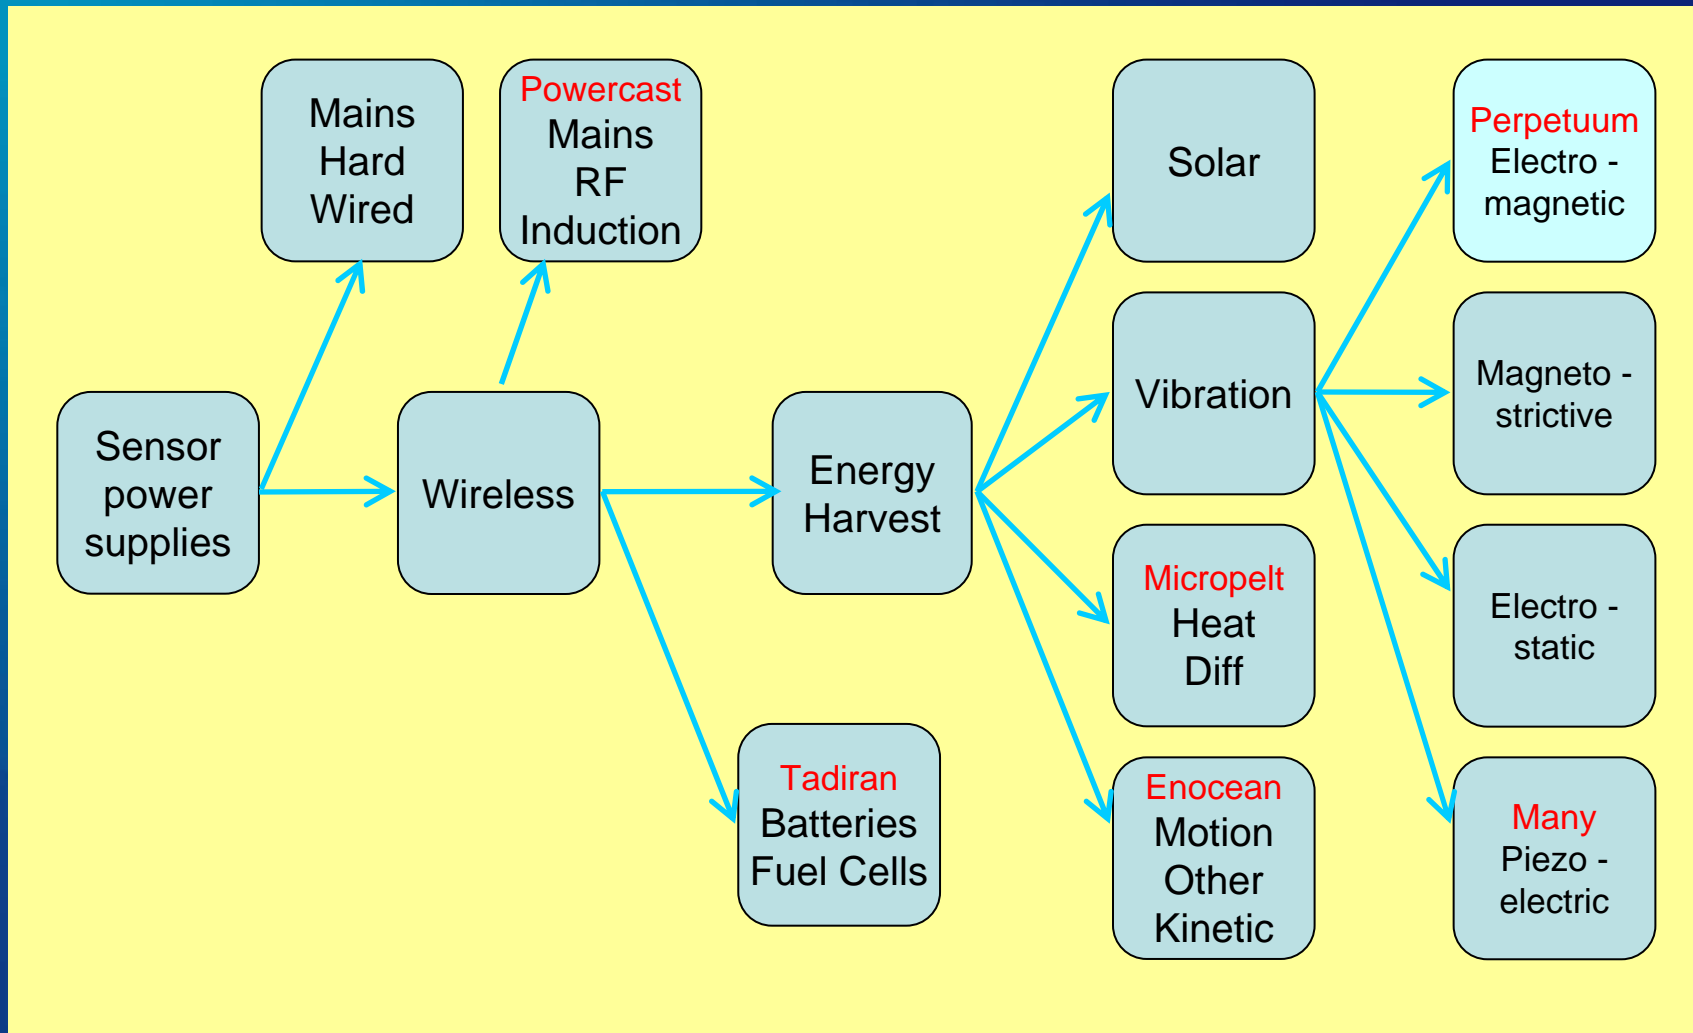 Mains
Hard
Wired
Powercast
Mains
RF
Induction
Solar
Perpetuum
Electro -
magnetic
Sensor
power
supplies
Wireless
Energy
Harvest
Vibration
Magneto -
strictive
Micropelt
Heat
Diff
Electro -
static
Tadiran
Batteries
Fuel Cells
Enocean
Motion
Other
Kinetic
Many
Piezo -
electric